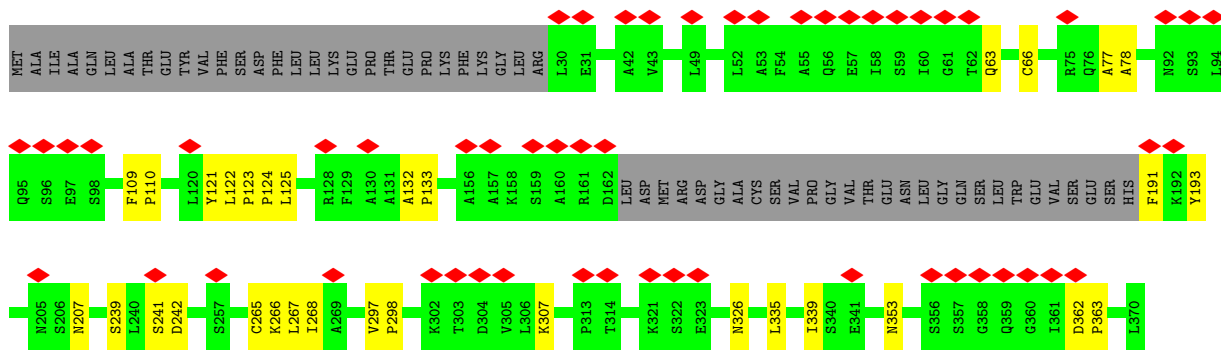 MET ALA ILE ALA GLN LEU ALA THR GLU TYR VAL PHE SER ASP PHE LEU LEU LYS GLU PRO THR GLU PRO LYS PHE LYS GLY LEU ARG L30 E31 A42 V43 L49 L52 A53 F54 A55 Q56 E57 I58 S59 I60 G61 T62 Q63 C66 R75 Q76 A77 A78 N92 S93 L94
Q95 S96 E97 S98 F109 P110 L120 Y121 L122 P123 P124 L125 R128 F129 A130 A131 A132 P133 A156 A157 K158 S159 A160 R161 D162 LEU ASP MET ARG ASP GLY ALA CYS SER VAL PRO GLY VAL THR GLU ASN LEU GLY GLN SER LEU TRP GLU VAL SER GLU SER HIS F191 K192 Y193
N205 S206 N207 S239 L240 S241 D242 S257 C265 K266 L267 I268 A269 V297 P298 K302 T303 D304 V305 L306 K307 P313 T314 K321 S322 E323 N326 L335 I339 S340 E341 N353 S356 S357 G358 Q359 G360 I361 D362 P363 L370